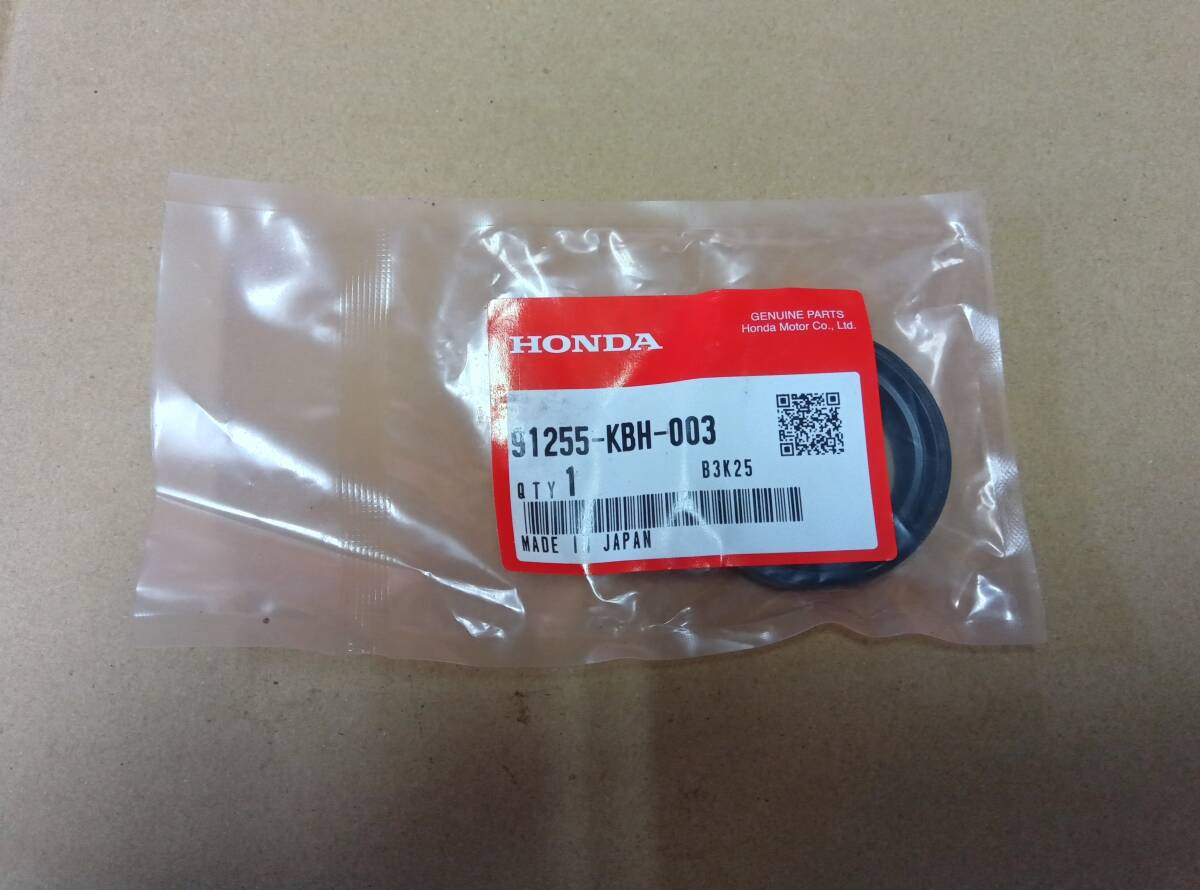 HONDA
GENUINE PARTS
Honda Motor Co., Ltd.
91255-KBH-003
QTY 1
B3K25
MADE IN JAPAN